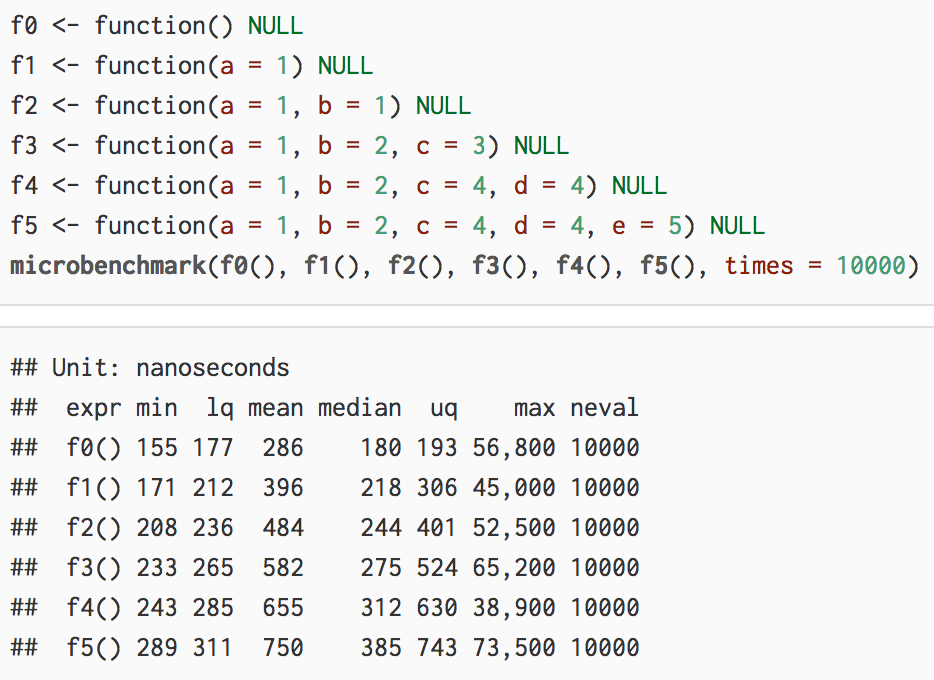 f0 <- function() NULL
f1 <- function(a = 1) NULL
f2 <- function(a = 1, b = 1) NULL
f3 <- function(a = 1, b = 2, c = 3) NULL
f4 <- function(a = 1, b = 2, c = 4, d = 4) NULL
f5 <- function(a = 1, b = 2, c = 4, d = 4, e = 5) NULL
microbenchmark(f0(), f1(), f2(), f3(), f4(), f5(), times = 10000)
## Unit: nanoseconds
##  expr min  lq mean median  uq    max neval
##  f0() 155 177  286    180 193 56,800 10000
##  f1() 171 212  396    218 306 45,000 10000
##  f2() 208 236  484    244 401 52,500 10000
##  f3() 233 265  582    275 524 65,200 10000
##  f4() 243 285  655    312 630 38,900 10000
##  f5() 289 311  750    385 743 73,500 10000